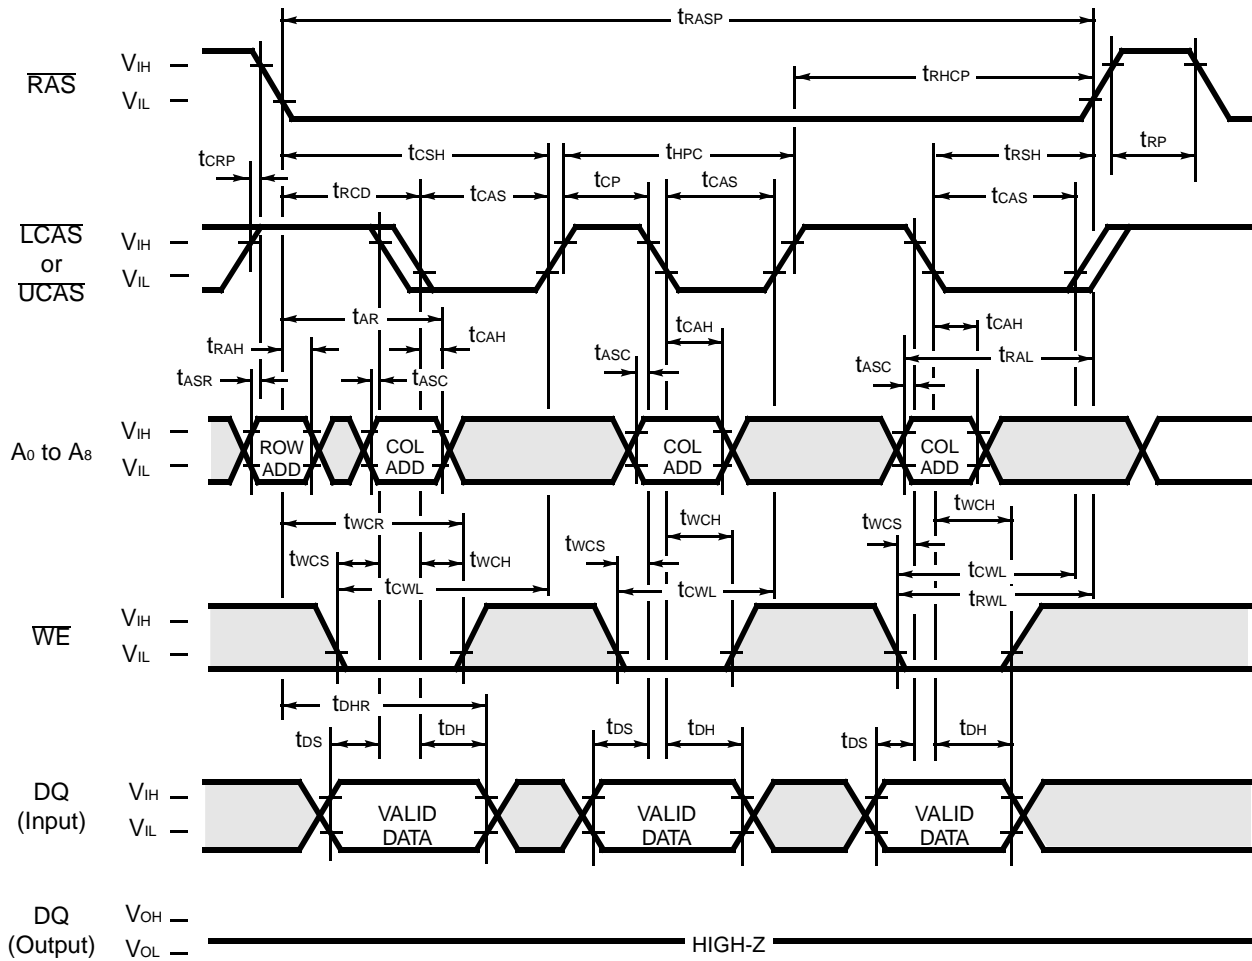 tRASP
RAS
VIH
VIL
tRHCP
tRP
tCRP
tCSH
tHPC
tRSH
tRCD
tCAS
tCP
tCAS
tCAS
LCAS
or
UCAS
VIH
VIL
tAR
tRAH
tCAH
tCAH
tCAH
tASR
tASC
tASC
tASC
tRAL
A0 to A8
VIH
VIL
ROW
ADD
COL
ADD
COL
ADD
COL
ADD
tWCR
tWCH
tWCH
tWCS
tWCH
tWCS
tWCS
tCWL
tCWL
tCWL
tRWL
WE
VIH
VIL
tDHR
tDS
tDH
tDS
tDH
tDS
tDH
DQ
(Input)
VIH
VIL
VALID
DATA
VALID
DATA
VALID
DATA
DQ
(Output)
VOH
VOL
HIGH-Z